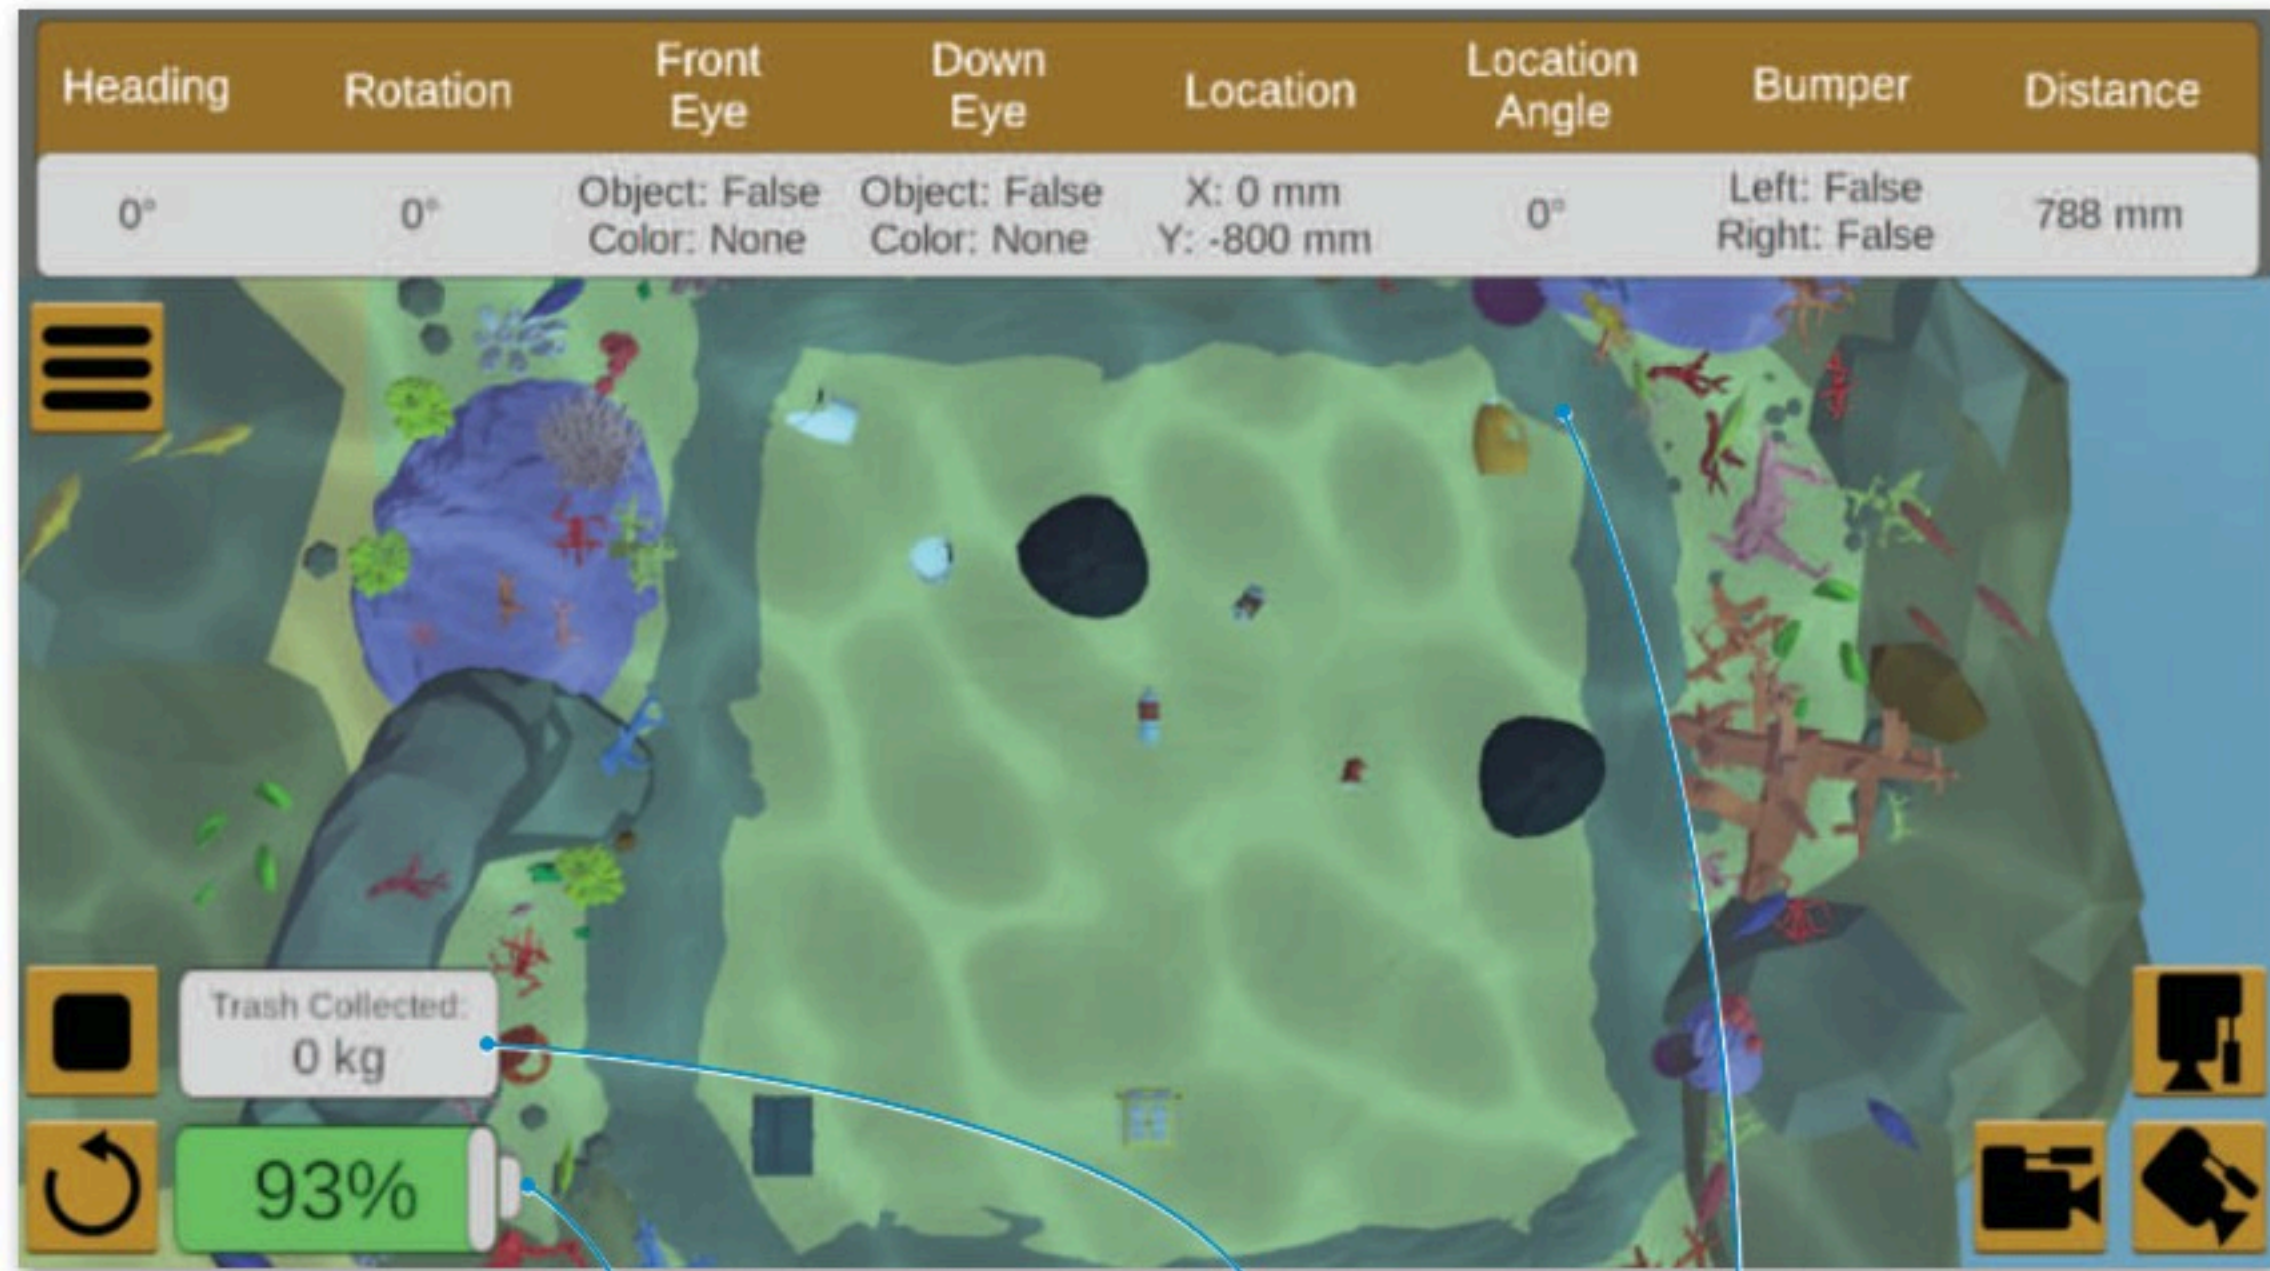 Heading
Rotation
Front
Eye
Down
Eye
Location
Location
Angle
Bumper
Distance
0°
0°
Object: False
Color: None
Object: False
Color: None
X: 0 mm
Y: -800 mm
0°
Left: False
Right: False
788 mm
Trash Collected:
0 kg
93%